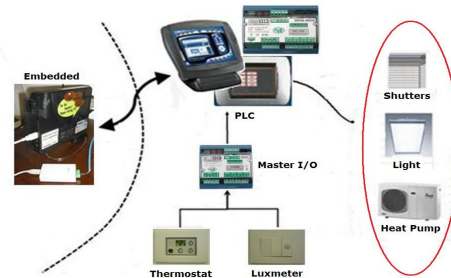 Embedded
PLC
Shutters
Master I/O
Light
Heat Pump
Thermostat
Luxmeter